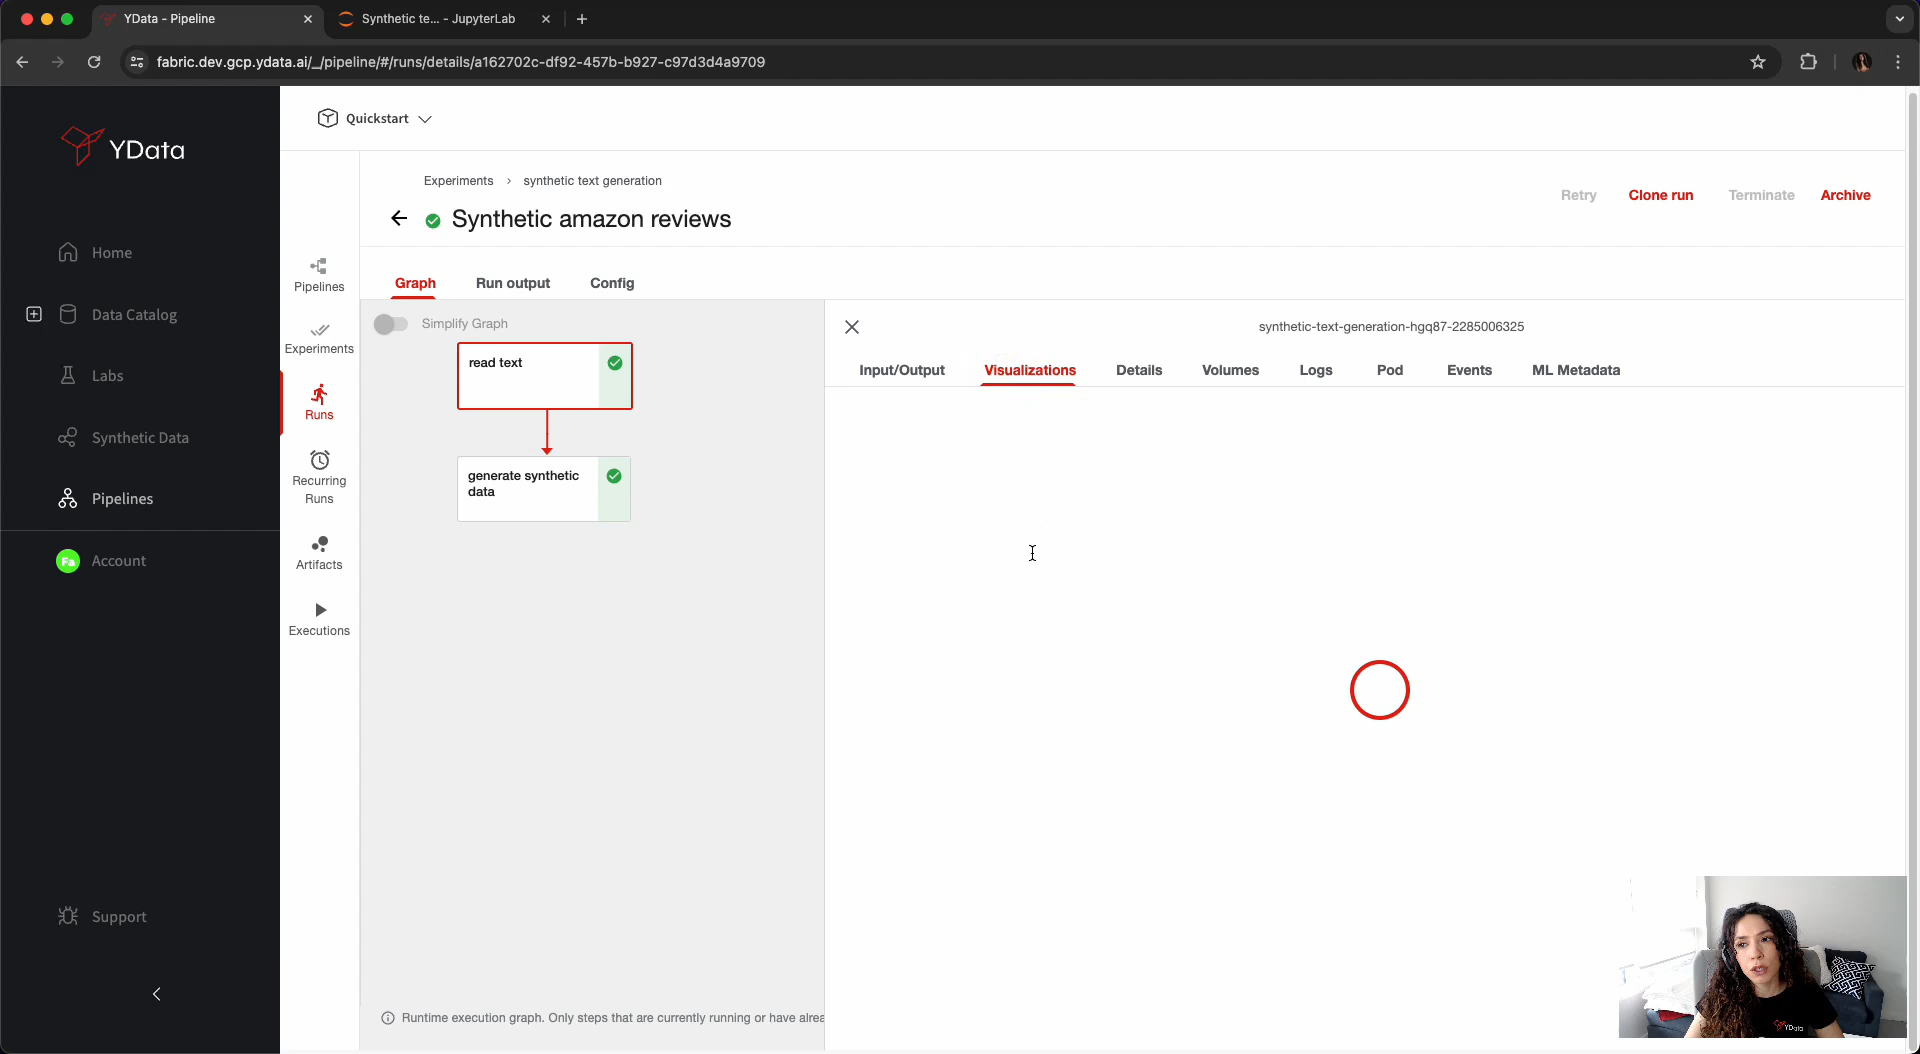 YData - Pipeline
Synthetic te... - JupyterLab
fabric.dev.gcp.ydata.ai/_/pipeline/#/runs/details/a162702c-df92-457b-b927-c97d3d4a9709
YData
Quickstart
Home
Data Catalog
Labs
Synthetic Data
Pipelines
Fa
Account
Support
Pipelines
Experiments
Runs
Recurring
Runs
Artifacts
Executions
Experiments > synthetic text generation
Synthetic amazon reviews
Retry
Clone run
Terminate
Archive
Graph
Run output
Config
Simplify Graph
read text
generate synthetic
data
Runtime execution graph. Only steps that are currently running or have alrea
synthetic-text-generation-hgq87-2285006325
Input/Output
Visualizations
Details
Volumes
Logs
Pod
Events
ML Metadata
YData